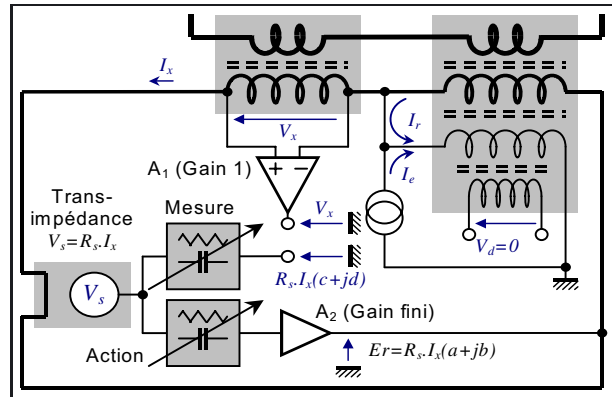 I_x
V_x
I_r
I_e
A_1 (Gain 1)
+ −
Trans-
impédance
V_s=R_s.I_x
Mesure
V_x
V_d=0
R_s.I_x(c+jd)
V_s
A_2 (Gain fini)
Action
Er=R_s.I_x(a+jb)